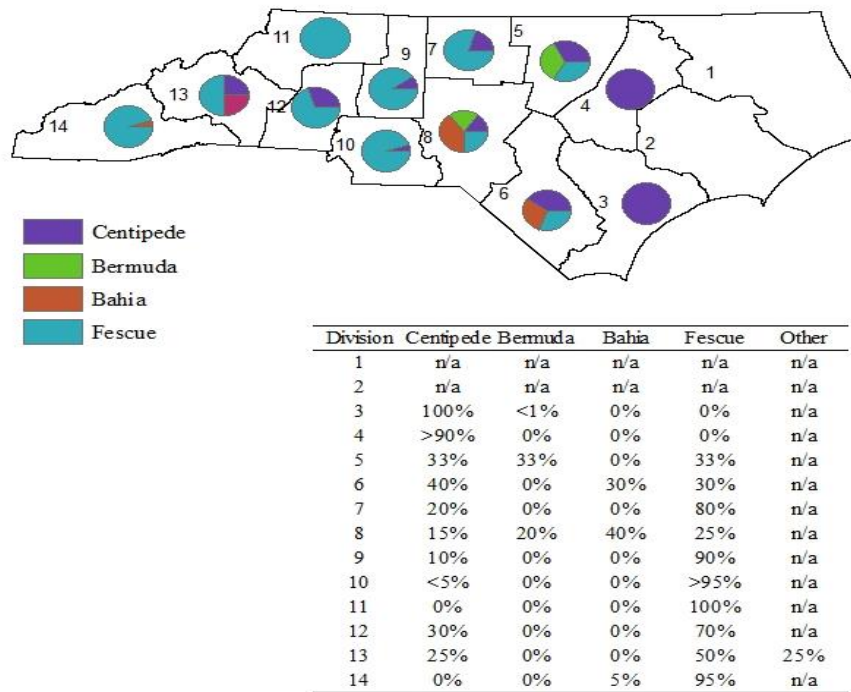 11
9
7
5
1
13
12
4
14
8
2
10
6
3
Centipede
Bermuda
Bahia
Fescue
Division Centipede Bermuda Bahia Fescue Other
1 n/a n/a n/a n/a n/a
2 n/a n/a n/a n/a n/a
3 100% <1% 0% 0% n/a
4 >90% 0% 0% 0% n/a
5 33% 33% 0% 33% n/a
6 40% 0% 30% 30% n/a
7 20% 0% 0% 80% n/a
8 15% 20% 40% 25% n/a
9 10% 0% 0% 90% n/a
10 <5% 0% 0% >95% n/a
11 0% 0% 0% 100% n/a
12 30% 0% 0% 70% n/a
13 25% 0% 0% 50% 25%
14 0% 0% 5% 95% n/a